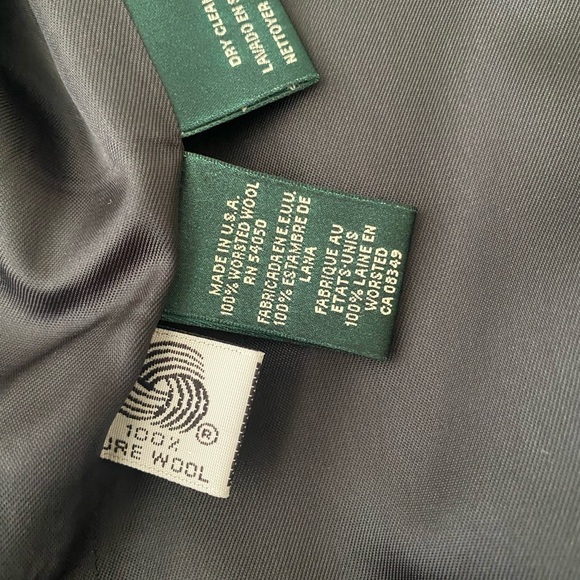 DRY CLEA
LAVADO EN S
NETTOYER
MADE IN U.S.A.
100% WORSTED WOOL
RN 54050
FABRICADA EN E.E.U.U.
100% ESTAMBRE DE
LANA
FABRIQUE AU
ETATS UNIS
100% LAINE EN
WORSTED
CA 08349
®
100%
URE WOOL